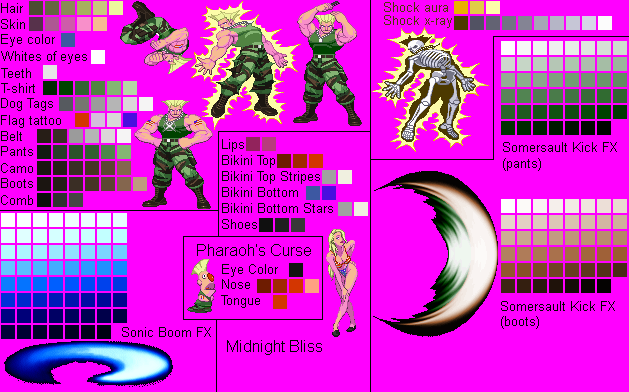 Hair
Skin
Eye color
Whites of eyes
Teeth
T-shirt
Dog Tags
Flag tattoo
Belt
Pants
Camo
Boots
Comb
Lips
Bikini Top
Bikini Top Stripes
Bikini Bottom
Bikini Bottom Stars
Shoes
Shock aura
Shock x-ray
Somersault Kick FX
(pants)
Somersault Kick FX
(boots)
Pharaoh's Curse
Eye Color
Nose
Tongue
Sonic Boom FX
Midnight Bliss